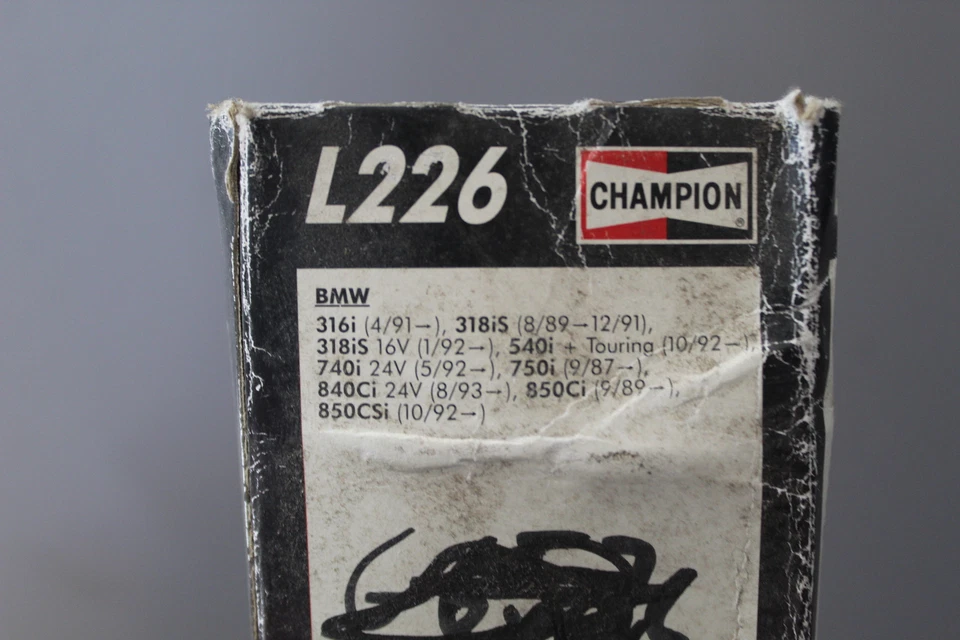 L226
CHAMPION®
BMW
316i (4/91→), 318iS (8/89→12/91),
318iS 16V (1/92→), 540i + Touring (10/92→),
740i 24V (5/92→), 750i (9/87→),
840Ci 24V (8/93→), 850Ci (9/89→),
850CSi (10/92→)